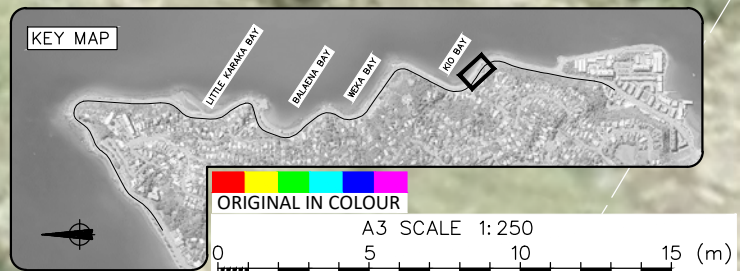 KEY MAP
LITTLE KARAKA BAY
BALAENA BAY
WEKA BAY
KIO BAY
ORIGINAL IN COLOUR
A3 SCALE 1:250
0 5 10 15 (m)